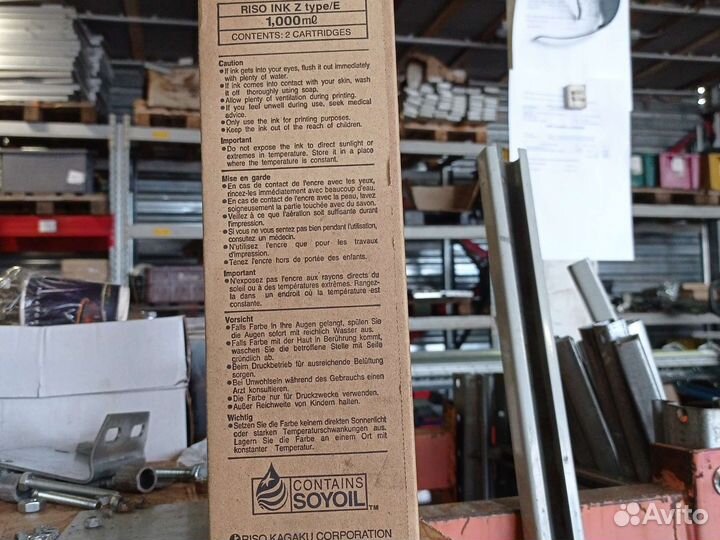 RISO INK Z type/E
1,000mℓ
CONTENTS: 2 CARTRIDGES
Caution
●If ink gets into your eyes, flush it out immediately
with plenty of water.
●If ink comes into contact with your skin, wash
it off thoroughly using soap.
●Allow plenty of ventilation during printing.
●If you feel unwell during use, seek medical
advice.
●Only use the ink for printing purposes.
●Keep the ink out of the reach of children.
Important
●Do not expose the ink to direct sunlight or
extremes in temperature. Store it in a place
where the temperature is constant.
Mise en garde
●En cas de contact de l'encre avec les yeux,
rincez-les immédiatement avec beaucoup d'eau.
●En cas de contact de l'encre avec la peau, lavez
soigneusement la partie touchée avec du savon.
●Veillez à ce que l'aération soit suffisante durant
l'impression.
●Si vous ne vous sentez pas bien pendant l'utilisation,
consultez un médecin.
●N'utilisez l'encre que pour les travaux
d'impression.
●Tenez l'encre hors de portée des enfants.
Important
●N'exposez pas l'encre aux rayons directs du
soleil ou à des températures extrêmes. Rangez-
la dans un endroit où la température est
constante.
Vorsicht
●Falls Farbe in Ihre Augen gelangt, spülen Sie
die Augen sofort mit reichlich Wasser aus.
●Falls Farbe mit der Haut in Berührung kommt,
waschen Sie die betroffene Stelle mit Seife
gründlich ab.
●Beim Druckbetrieb für ausreichende Belüftung
sorgen.
●Bei Unwohlsein während des Gebrauchs einen
Arzt konsultieren.
●Die Farbe nur für Druckzwecke verwenden.
●Außer Reichweite von Kindern halten.
Wichtig
●Setzen Sie die Farbe keinem direkten Sonnenlicht
oder starken Temperaturschwankungen aus.
Lagern Sie die Farbe an einem Ort mit
konstanter Temperatur.
CONTAINS
SOYOIL™
RISO KAGAKU CORPORATION
Avito